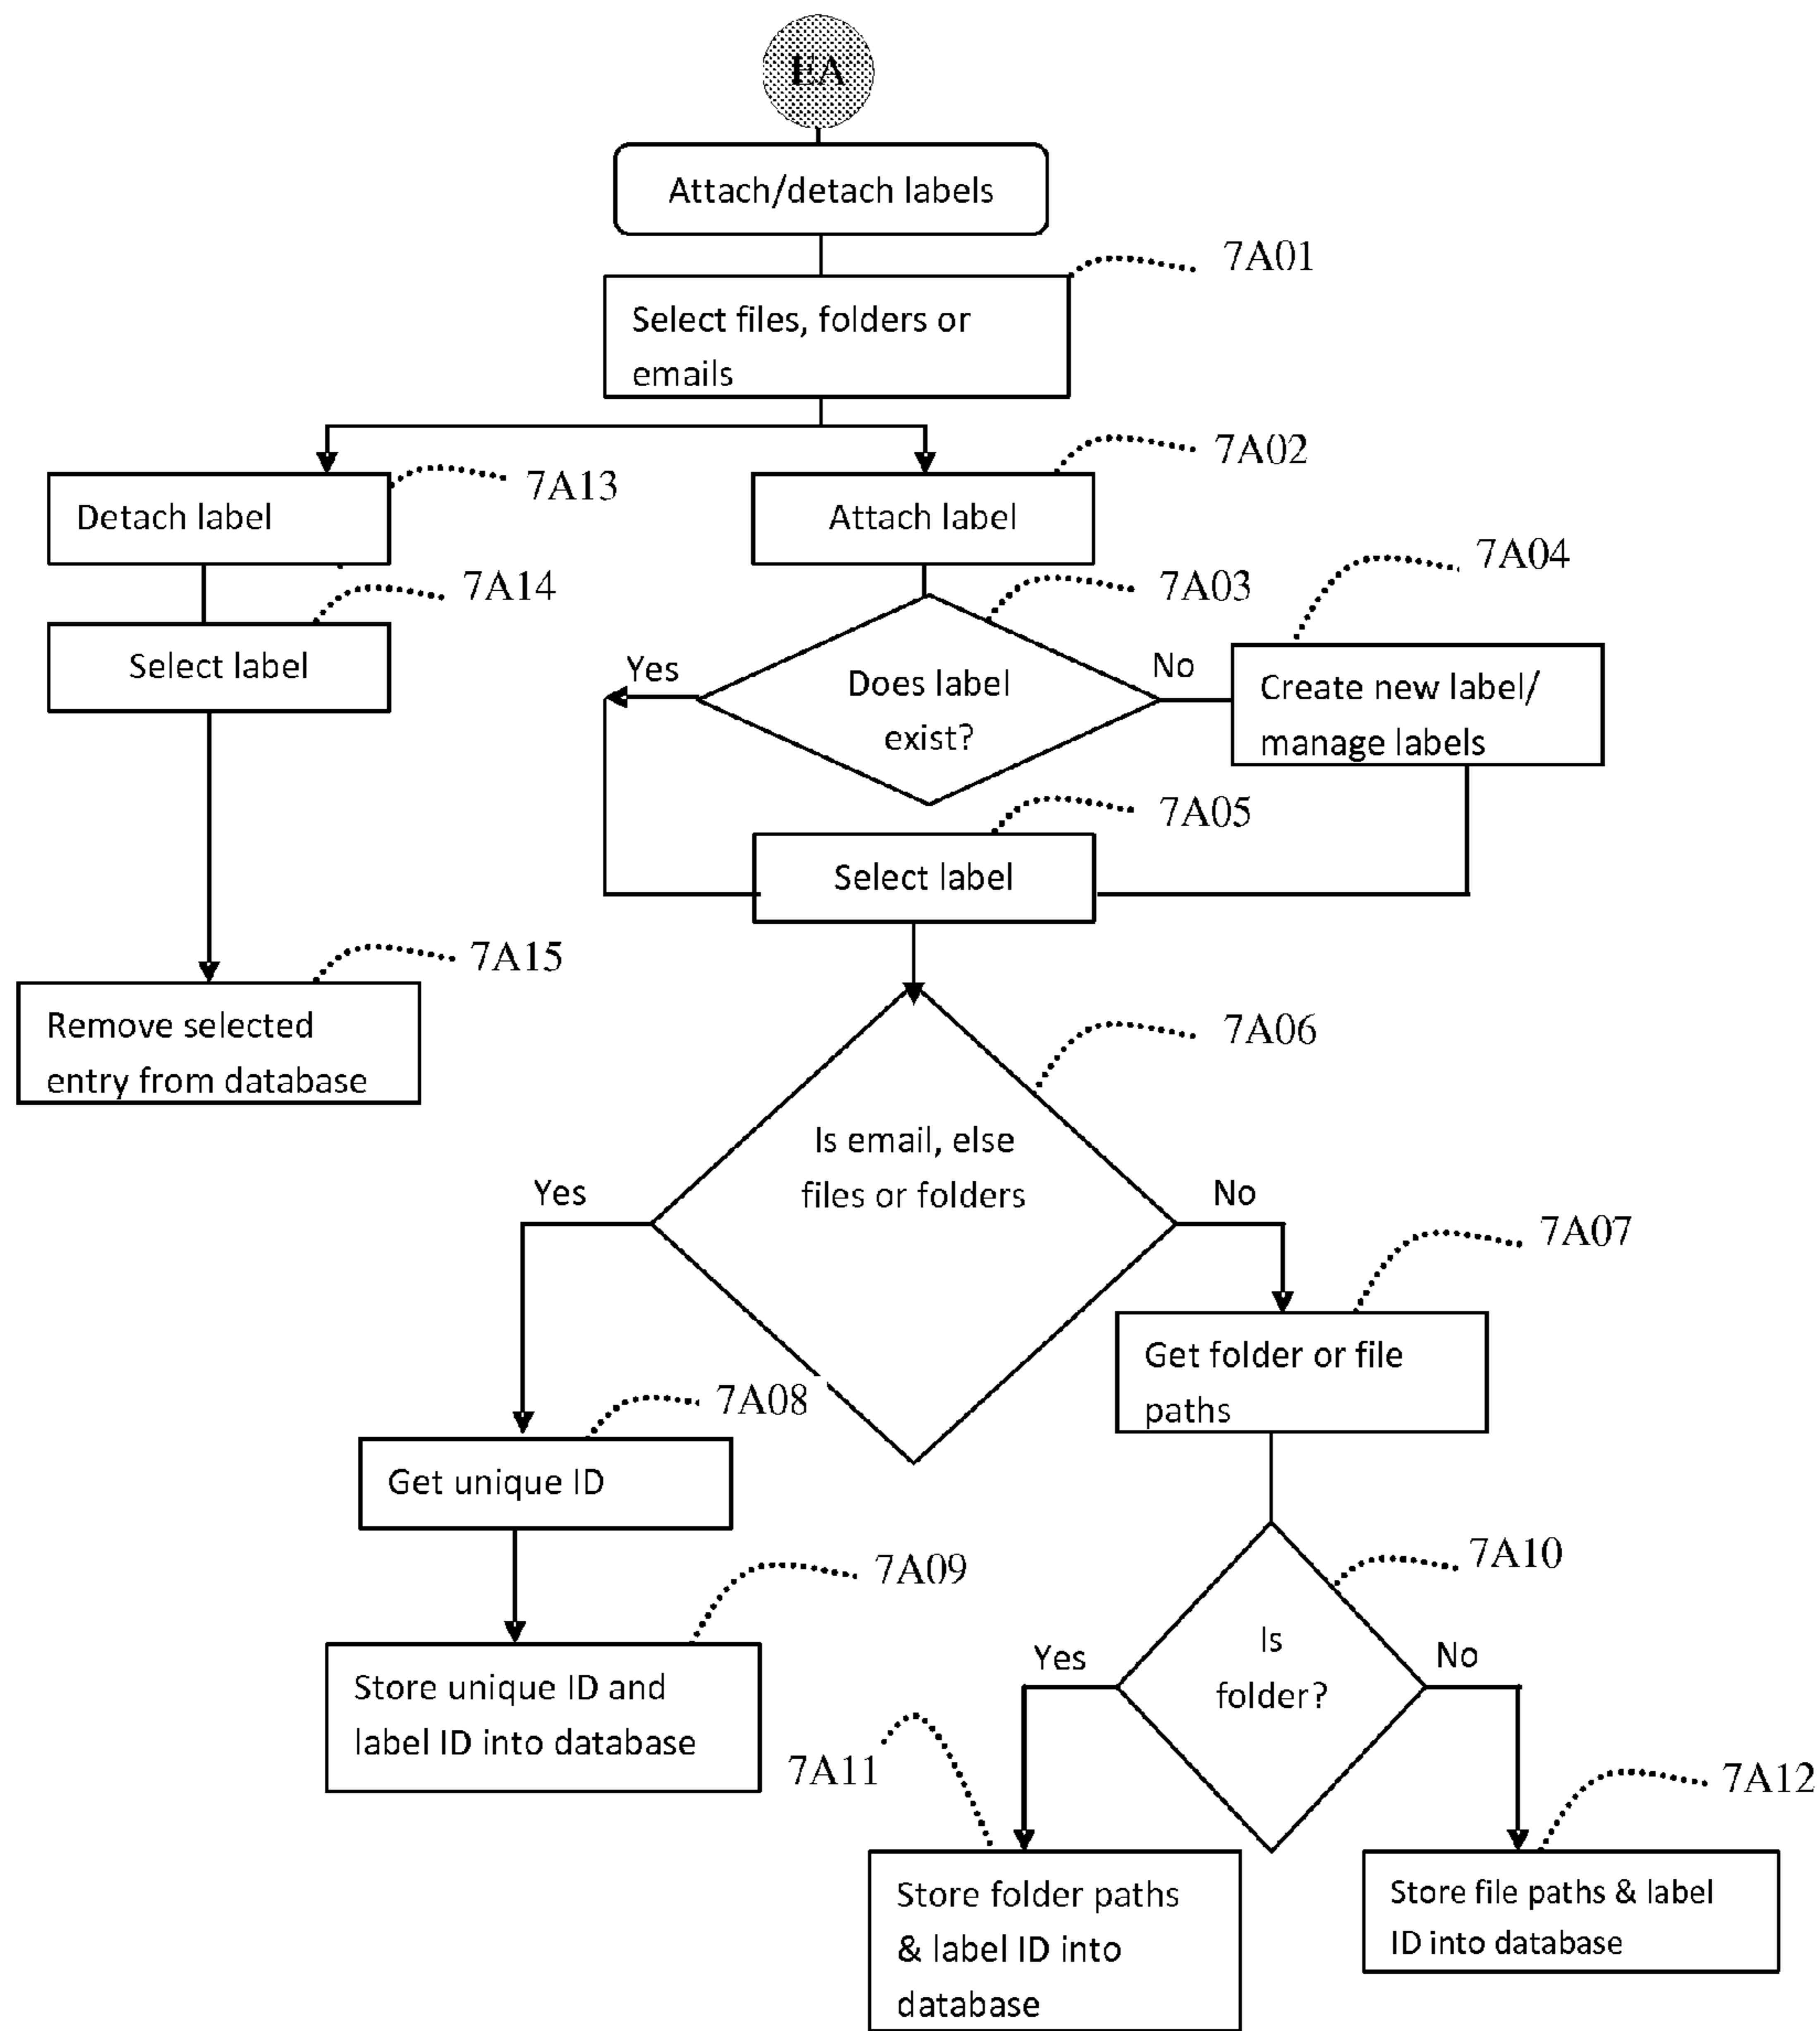 Attach/detach labels
7A01
Select files, folders or
emails
7A13
7A02
Detach label
Attach label
7A14
7A03
7A04
Select label
Yes
No
Does label
exist?
Create new label/
manage labels
7A05
Select label
7A15
Remove selected
entry from database
7A06
Is email, else
files or folders
Yes
No
7A07
Get folder or file
paths
7A08
Get unique ID
7A09
7A10
Store unique ID and
label ID into database
Is
folder?
Yes
No
7A11
7A12
Store folder paths
& label ID into
database
Store file paths & label
ID into database